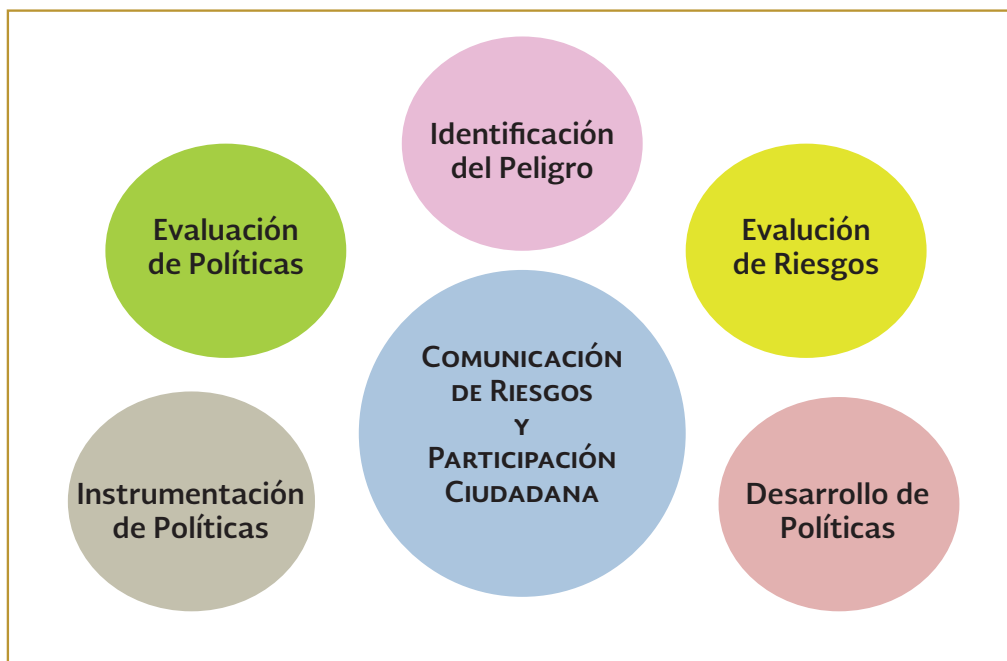 Identificación
del Peligro
Evaluación
de Políticas
Evalución
de Riesgos
Comunicación
de Riesgos
y
Participación
Ciudadana
Instrumentación
de Políticas
Desarrollo de
Políticas